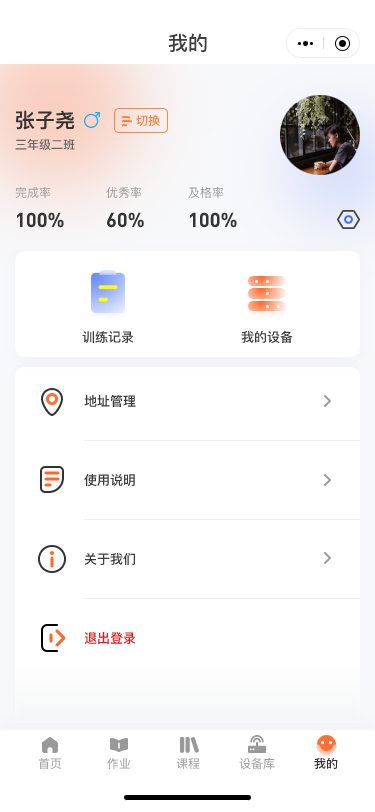 我的
张子尧 切换
三年级二班
完成率 优秀率 及格率
100% 60% 100%
训练记录 我的设备
地址管理
使用说明
关于我们
退出登录
首页 作业 课程 设备库 我的